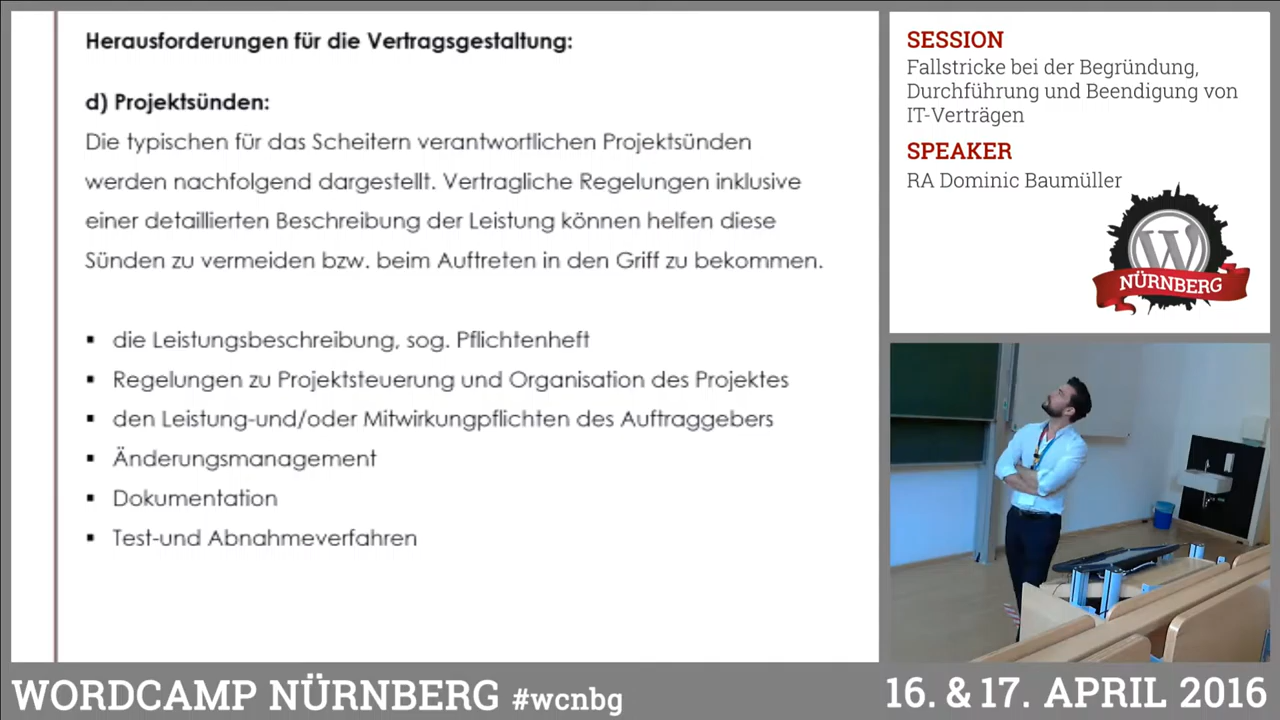 Herausforderungen für die Vertragsgestaltung:
d) Projektsünden:
Die typischen für das Scheitern verantwortlichen Projektsünden
werden nachfolgend dargestellt. Vertragliche Regelungen inklusive
einer detaillierten Beschreibung der Leistung können helfen diese
Sünden zu vermeiden bzw. beim Auftreten in den Griff zu bekommen.
▪ die Leistungsbeschreibung, sog. Pflichtenheft
▪ Regelungen zu Projektsteuerung und Organisation des Projektes
▪ den Leistung-und/oder Mitwirkungpflichten des Auftraggebers
▪ Änderungsmanagement
▪ Dokumentation
▪ Test-und Abnahmeverfahren
SESSION
Fallstricke bei der Begründung,
Durchführung und Beendigung von
IT-Verträgen
SPEAKER
RA Dominic Baumüller
W
NÜRNBERG
WORDCAMP NÜRNBERG #wcnbg
16. & 17. APRIL 2016